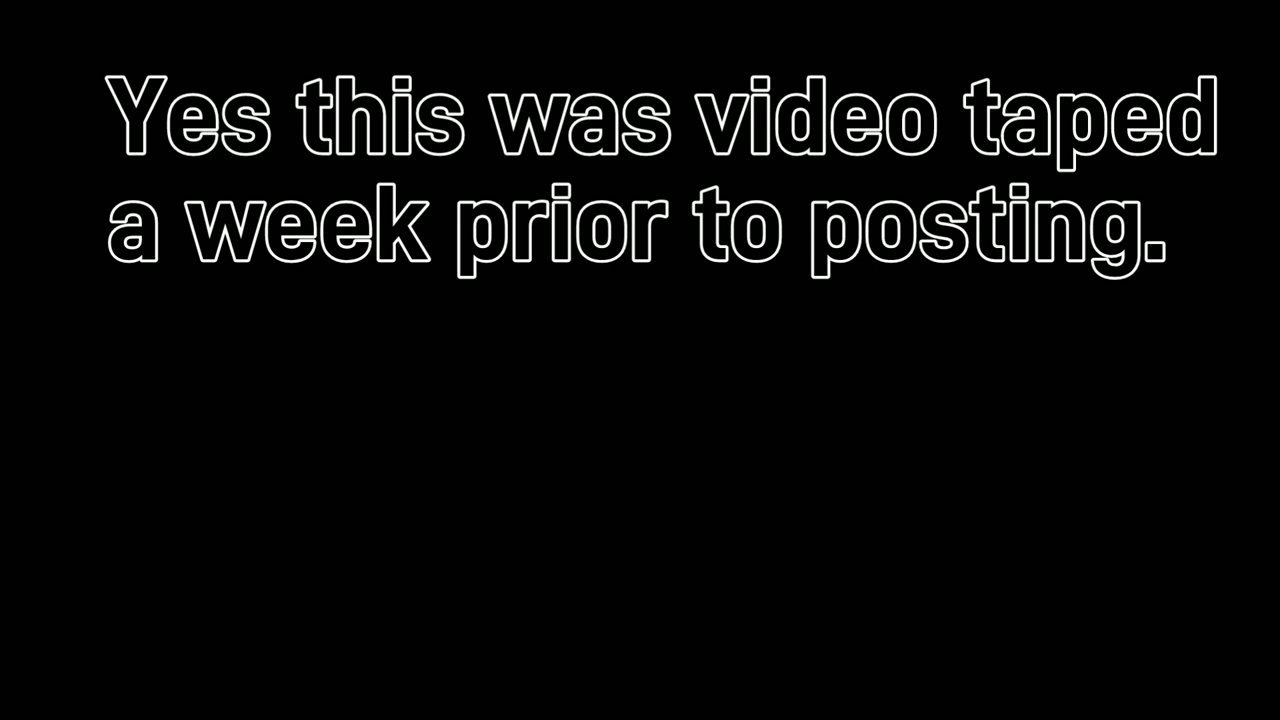 Yes this was video taped
a week prior to posting.